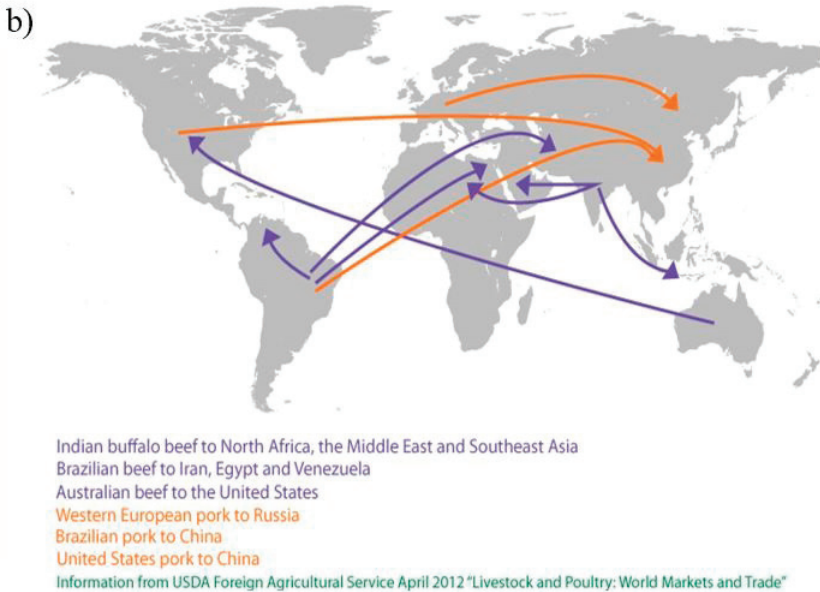 b)
Indian buffalo beef to North Africa, the Middle East and Southeast Asia
Brazilian beef to Iran, Egypt and Venezuela
Australian beef to the United States
Western European pork to Russia
Brazilian pork to China
United States pork to China
Information from USDA Foreign Agricultural Service April 2012 "Livestock and Poultry: World Markets and Trade"